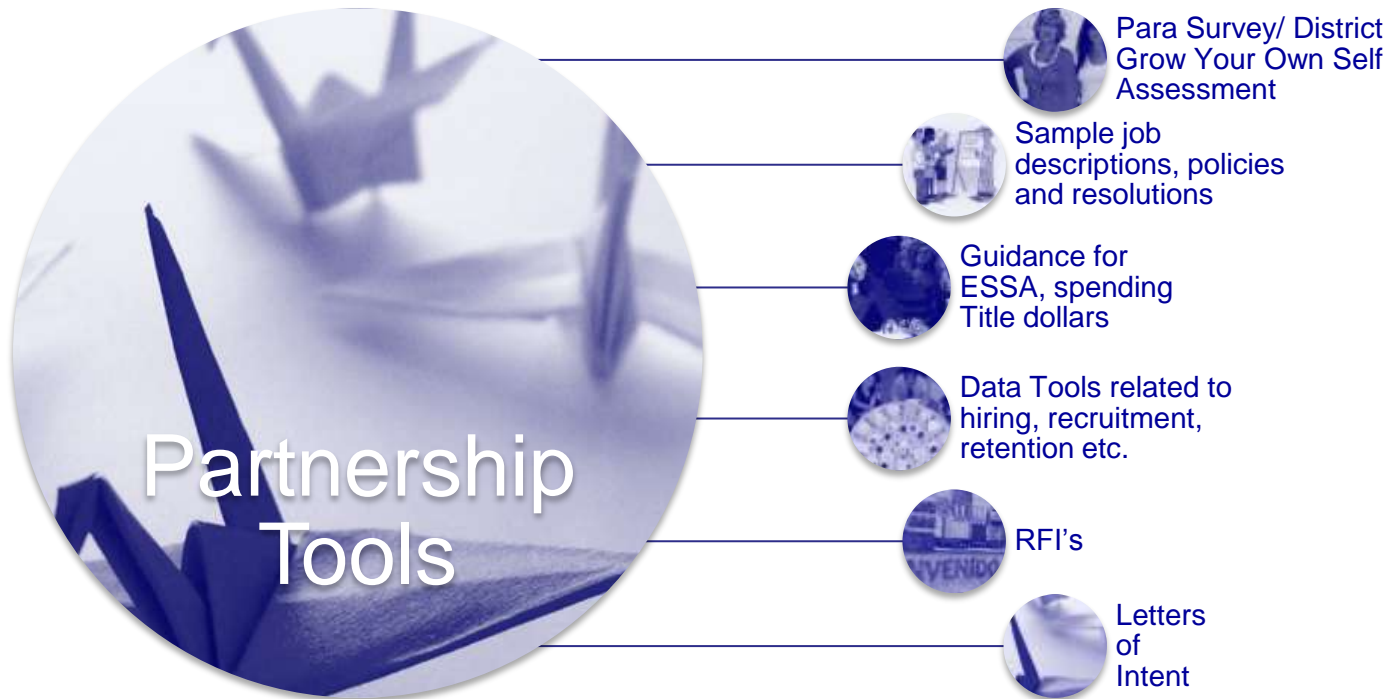 Partnership
Tools
Para Survey/ District
Grow Your Own Self
Assessment
Sample job
descriptions, policies
and resolutions
Guidance for
ESSA, spending
Title dollars
Data Tools related to
hiring, recruitment,
retention etc.
RFI's
Letters
of
Intent